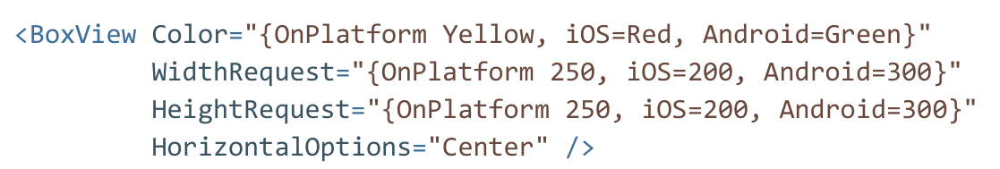 <BoxView Color="{OnPlatform Yellow, iOS=Red, Android=Green}"
WidthRequest="{OnPlatform 250, iOS=200, Android=300}"
HeightRequest="{OnPlatform 250, iOS=200, Android=300}"
HorizontalOptions="Center" />